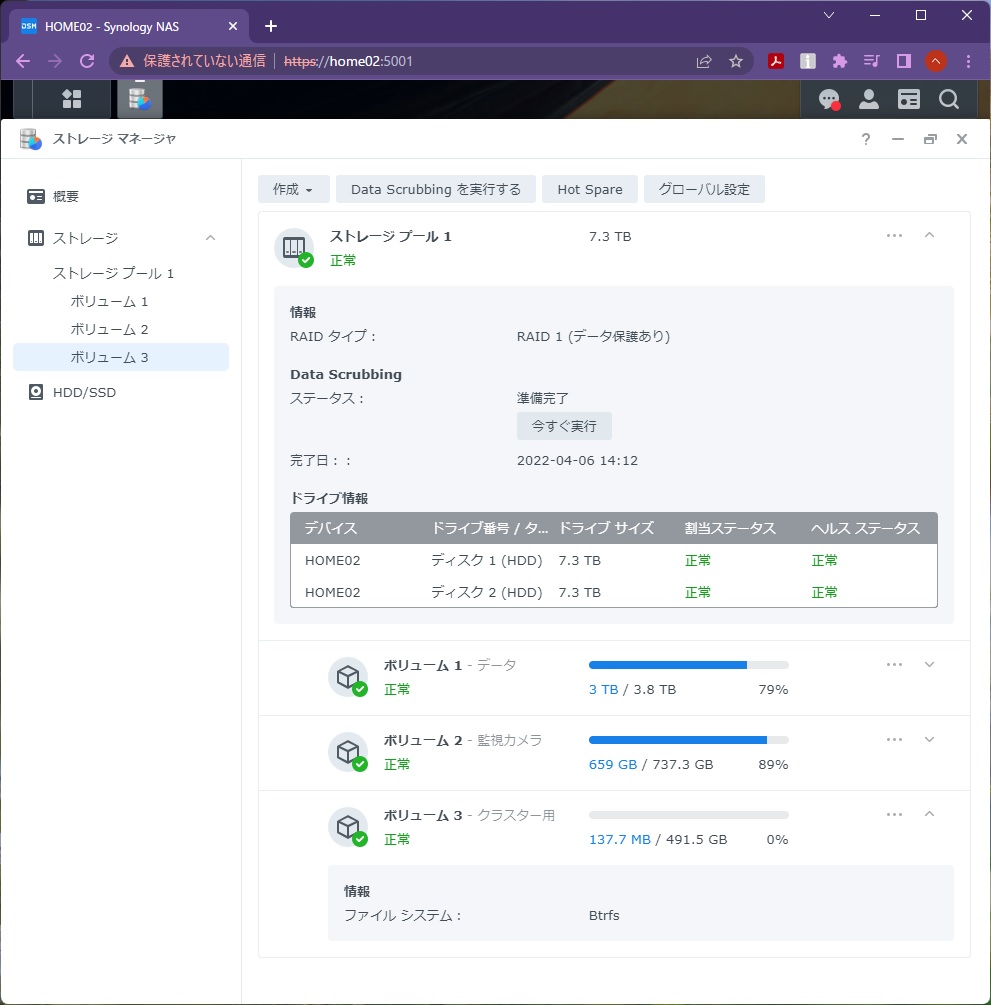 DSM HOME02 - Synology NAS
保護されていない通信 https://home02:5001
ストレージ マネージャ
概要
ストレージ
ストレージ プール 1
ボリューム 1
ボリューム 2
ボリューム 3
HDD/SSD
作成 Data Scrubbing を実行する Hot Spare グローバル設定
ストレージ プール 1 7.3 TB
正常
情報
RAID タイプ： RAID 1 (データ保護あり)
Data Scrubbing
ステータス： 準備完了
今すぐ実行
完了日：： 2022-04-06 14:12
ドライブ情報
デバイス ドライブ番号 / タ... ドライブ サイズ 割当ステータス ヘルス ステータス
HOME02 ディスク 1 (HDD) 7.3 TB 正常 正常
HOME02 ディスク 2 (HDD) 7.3 TB 正常 正常
ボリューム 1 - データ
正常 3 TB / 3.8 TB 79%
ボリューム 2 - 監視カメラ
正常 659 GB / 737.3 GB 89%
ボリューム 3 - クラスター用
正常 137.7 MB / 491.5 GB 0%
情報
ファイル システム： Btrfs